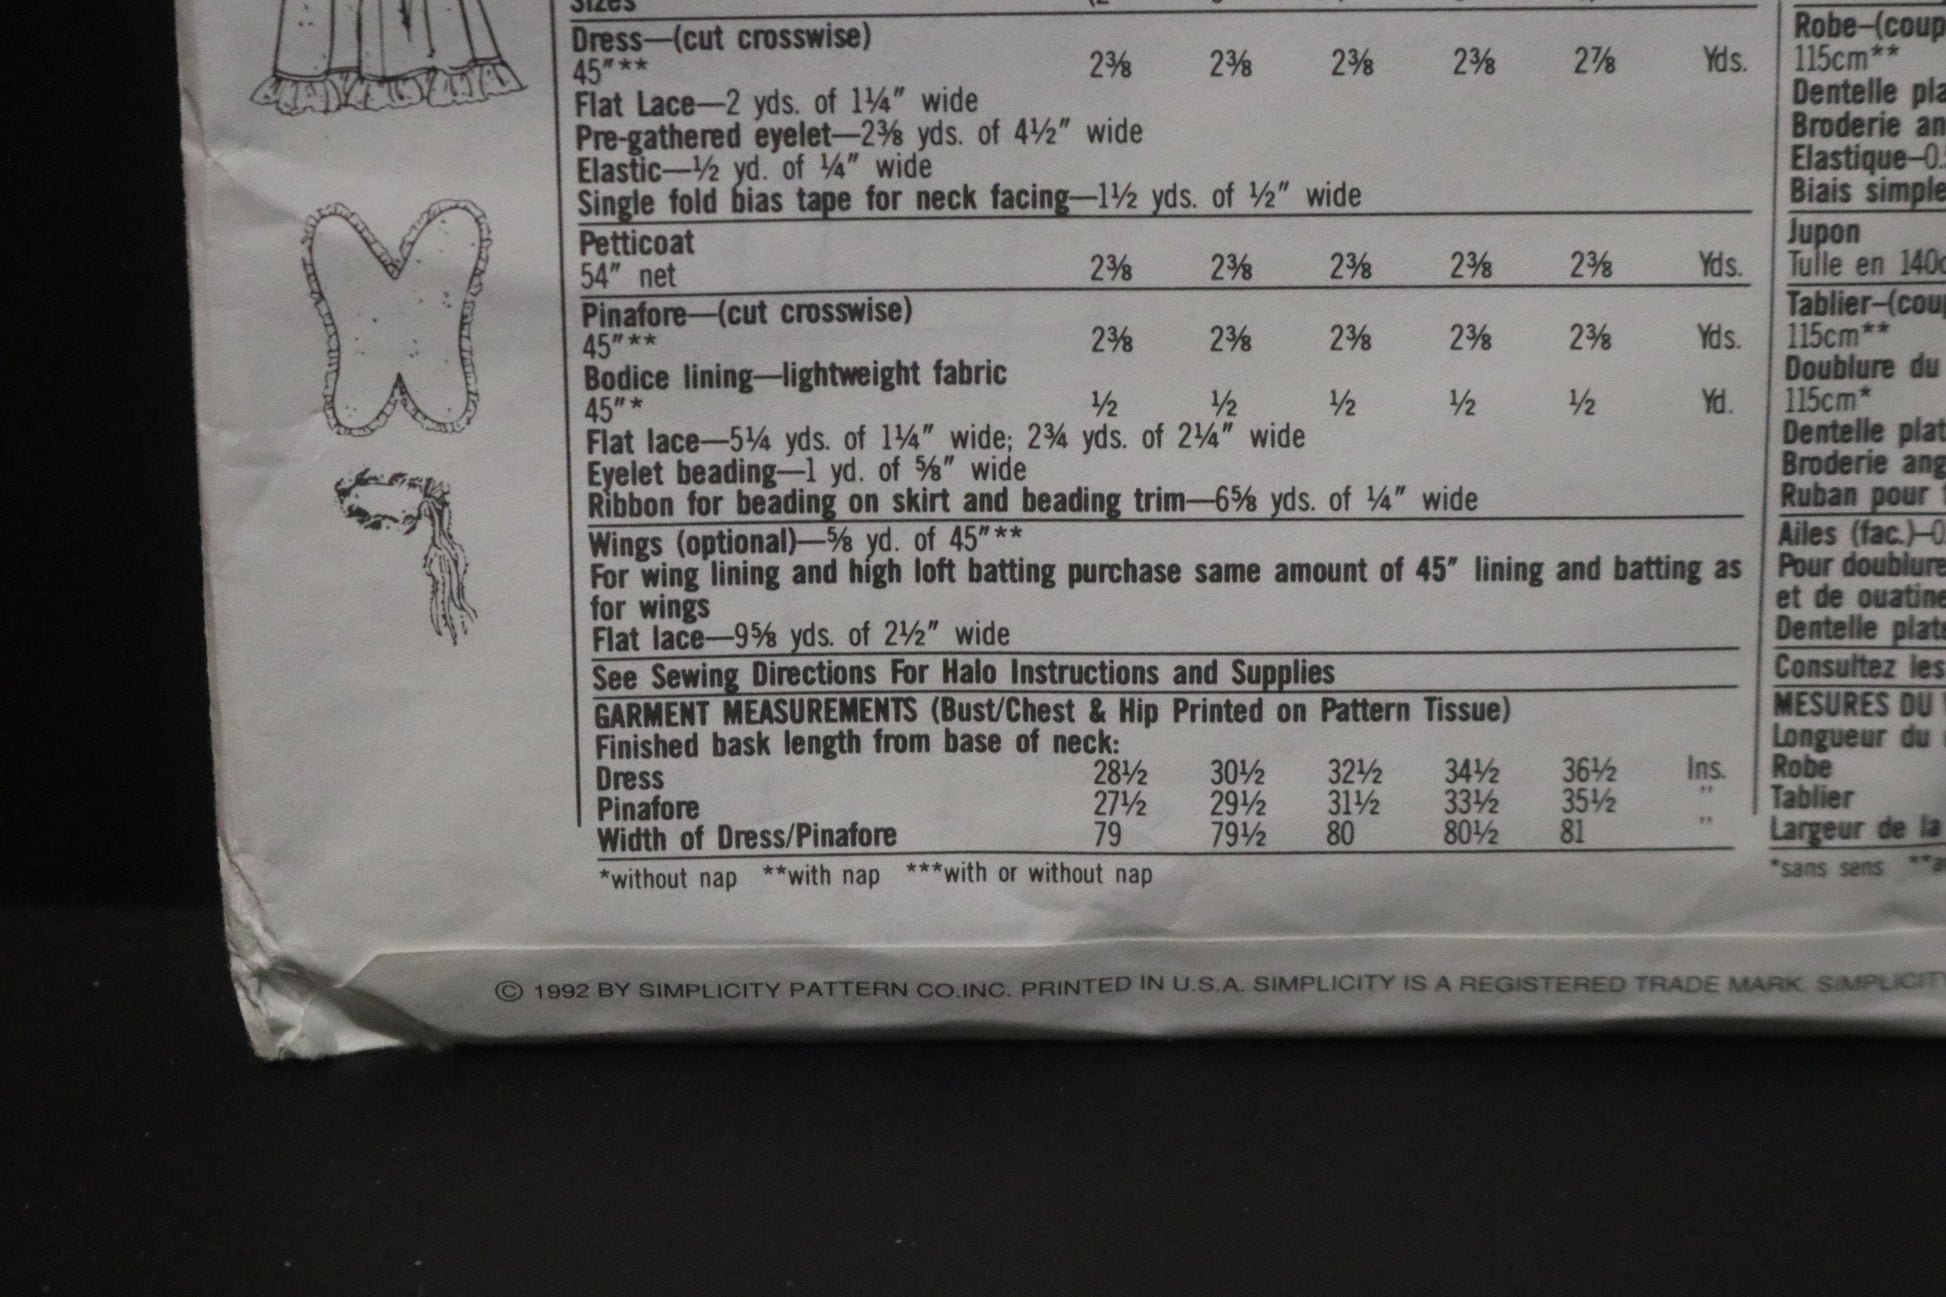 Sizes
Dress—(cut crosswise)
45"** 2⅜ 2⅜ 2⅜ 2⅜ 2⅞ Yds.
Flat Lace—2 yds. of 1¼" wide
Pre-gathered eyelet—2⅜ yds. of 4½" wide
Elastic—½ yd. of ¼" wide
Single fold bias tape for neck facing—1½ yds. of ½" wide
Petticoat
54" net 2⅜ 2⅜ 2⅜ 2⅜ 2⅜ Yds.
Pinafore—(cut crosswise)
45"** 2⅜ 2⅜ 2⅜ 2⅜ 2⅜ Yds.
Bodice lining—lightweight fabric
45"* ½ ½ ½ ½ ½ Yd.
Flat lace—5¼ yds. of 1¼" wide; 2¾ yds. of 2¼" wide
Eyelet beading—1 yd. of ⅝" wide
Ribbon for beading on skirt and beading trim—6⅝ yds. of ¼" wide
Wings (optional)—⅝ yd. of 45"**
For wing lining and high loft batting purchase same amount of 45" lining and batting as
for wings
Flat lace—9⅝ yds. of 2½" wide
See Sewing Directions For Halo Instructions and Supplies
GARMENT MEASUREMENTS (Bust/Chest & Hip Printed on Pattern Tissue)
Finished bask length from base of neck:
Dress 28½ 30½ 32½ 34½ 36½ Ins.
Pinafore 27½ 29½ 31½ 33½ 35½ "
Width of Dress/Pinafore 79 79½ 80 80½ 81 "
*without nap **with nap ***with or without nap
Robe—(coup
115cm**
Dentelle pla
Broderie an
Elastique—0.
Biais simple
Jupon
Tulle en 140c
Tablier—(cou
115cm**
Doublure du
115cm*
Dentelle plat
Broderie ang
Ruban pour
Ailes (fac.)—0
Pour doublure
et de ouatine
Dentelle plate
Consultez les
MESURES DU
Longueur du
Robe
Tablier
Largeur de la
*sans sens **a
© 1992 BY SIMPLICITY PATTERN CO.INC. PRINTED IN U.S.A. SIMPLICITY IS A REGISTERED TRADE MARK. SIMPLICITY